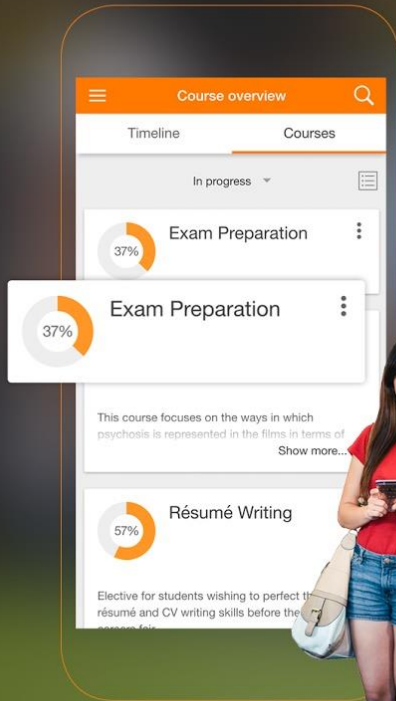 Course overview
Timeline Courses
In progress
37% Exam Preparation
37% Exam Preparation
This course focuses on the ways in which
psychosis is represented in the films in terms of
Show more...
57% Résumé Writing
Elective for students wishing to perfect
résumé and CV writing skills before the
careers fair